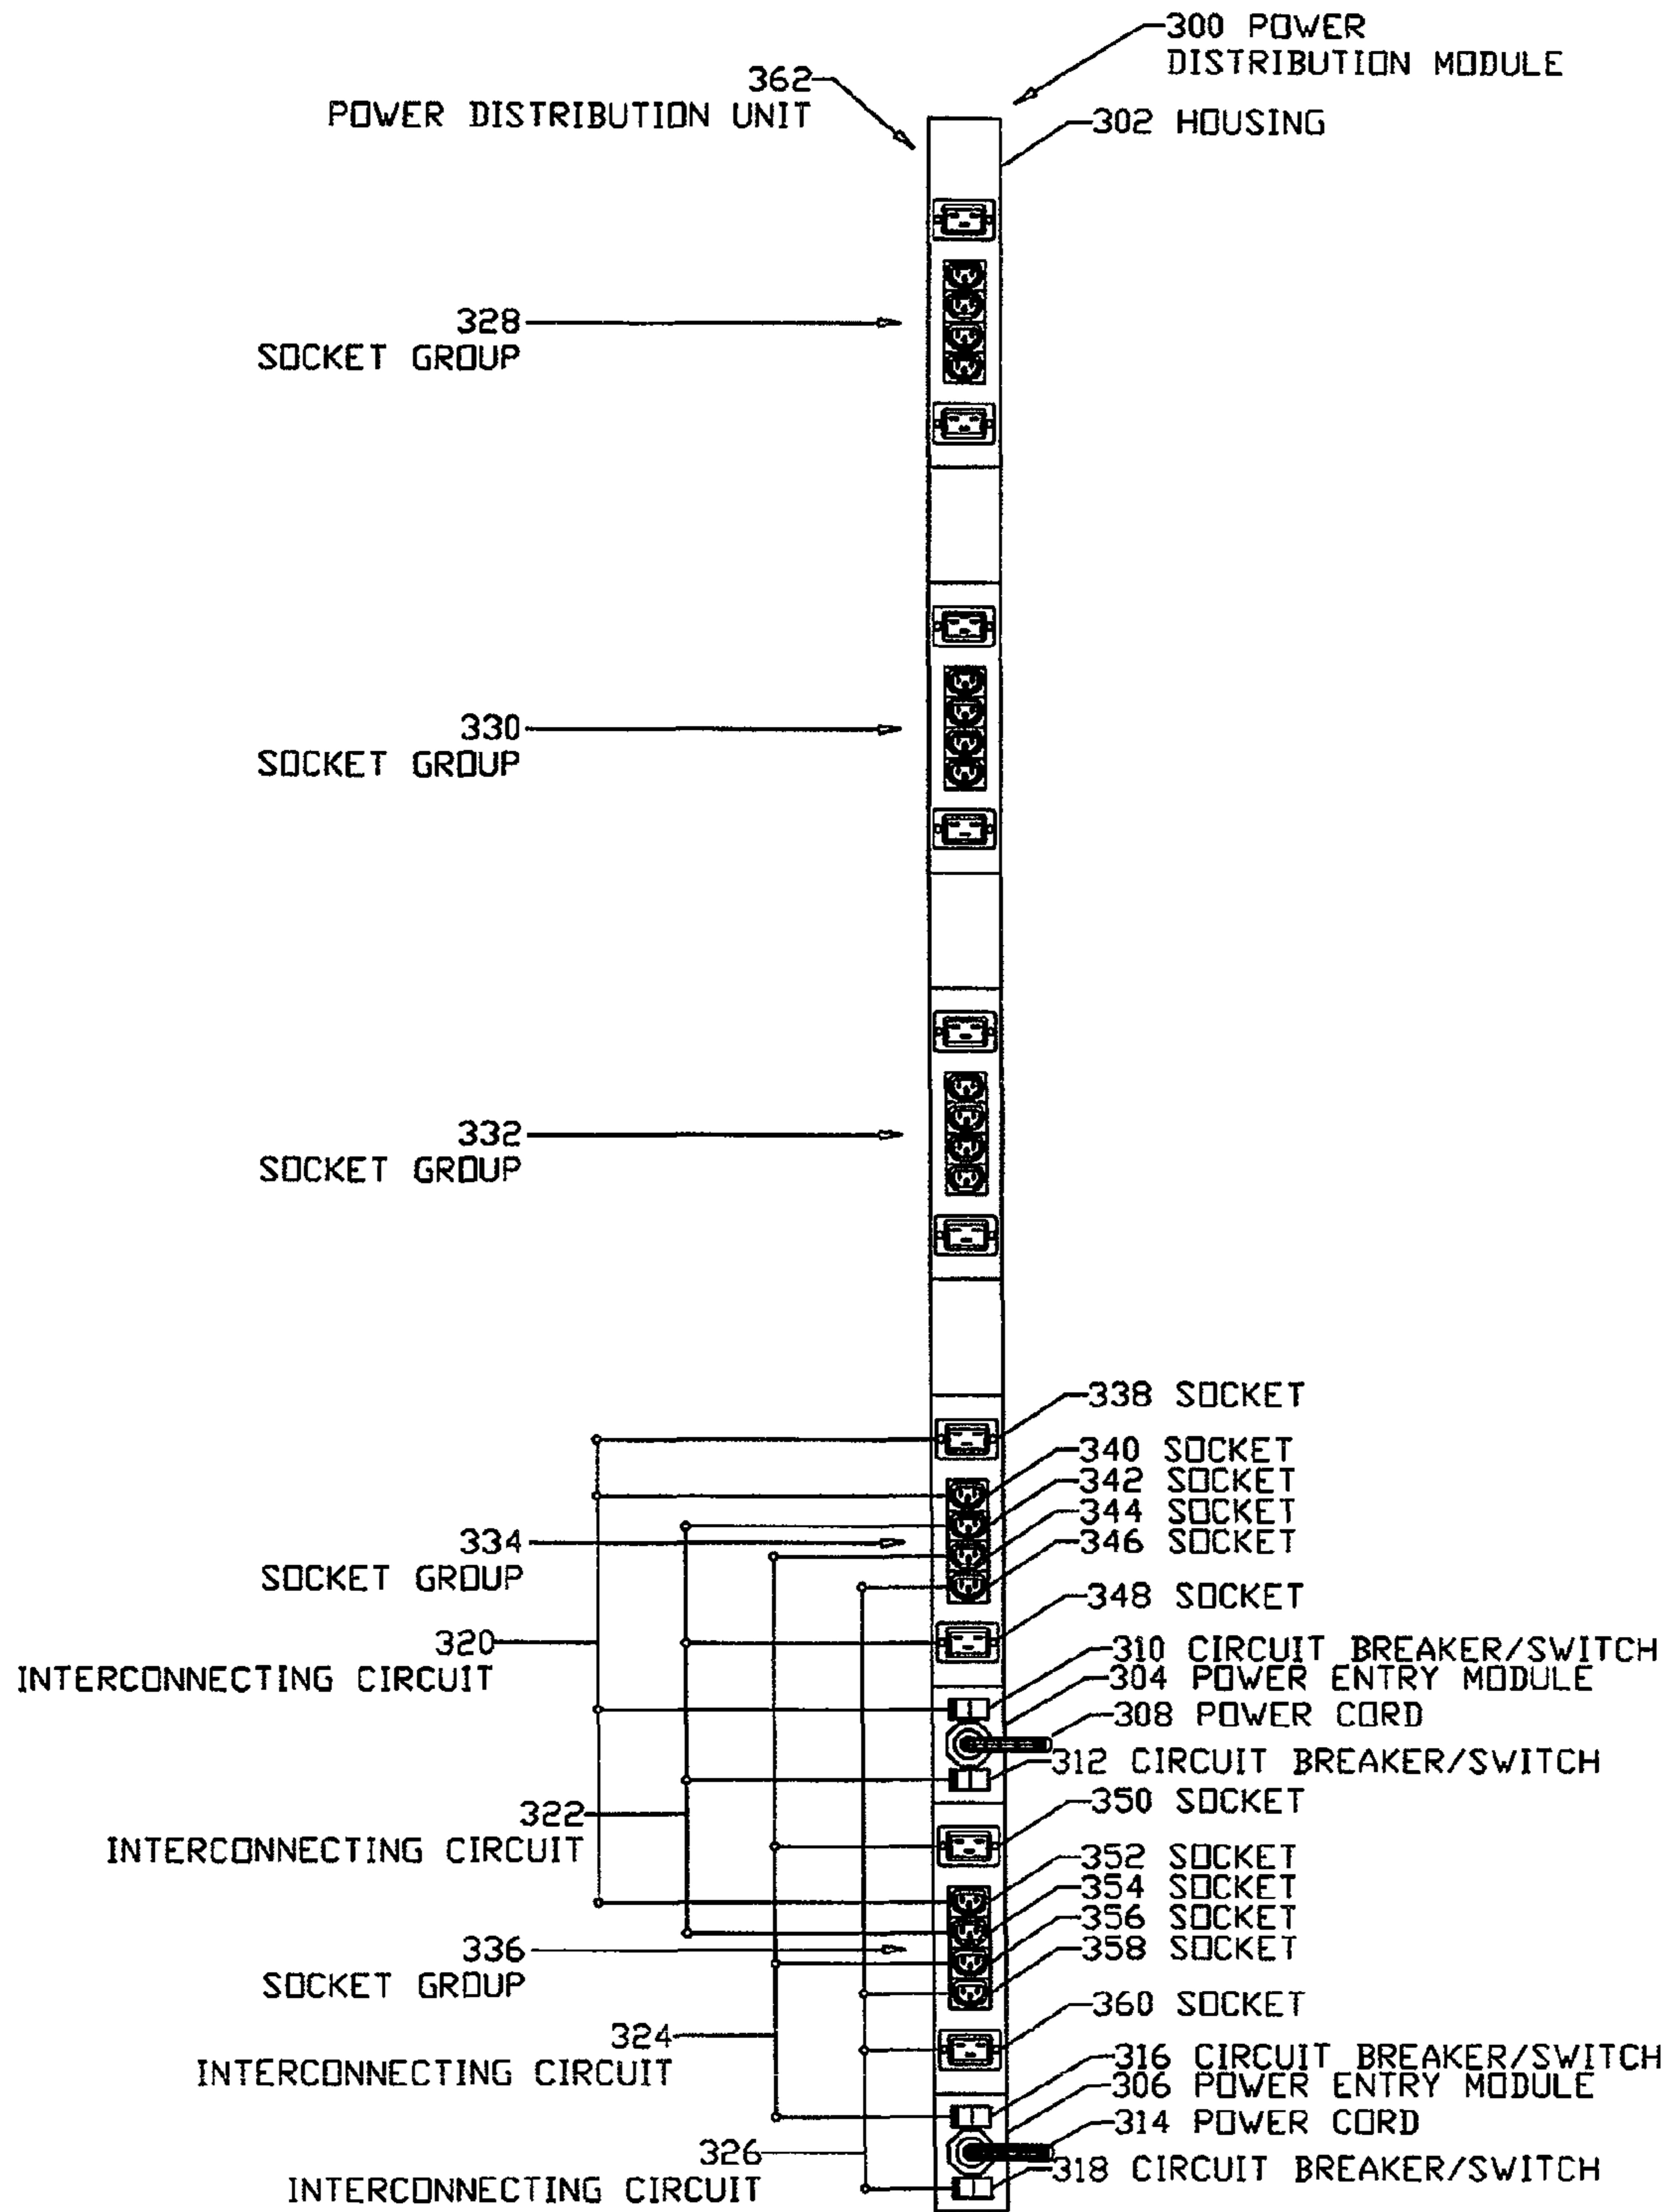 300 POWER
DISTRIBUTION MODULE
362
POWER DISTRIBUTION UNIT
302 HOUSING
328
SOCKET GROUP
330
SOCKET GROUP
332
SOCKET GROUP
338 SOCKET
340 SOCKET
342 SOCKET
344 SOCKET
346 SOCKET
334
SOCKET GROUP
348 SOCKET
320
INTERCONNECTING CIRCUIT
310 CIRCUIT BREAKER/SWITCH
304 POWER ENTRY MODULE
308 POWER CORD
312 CIRCUIT BREAKER/SWITCH
350 SOCKET
322
INTERCONNECTING CIRCUIT
352 SOCKET
354 SOCKET
356 SOCKET
358 SOCKET
336
SOCKET GROUP
360 SOCKET
324
INTERCONNECTING CIRCUIT
316 CIRCUIT BREAKER/SWITCH
306 POWER ENTRY MODULE
314 POWER CORD
318 CIRCUIT BREAKER/SWITCH
326
INTERCONNECTING CIRCUIT